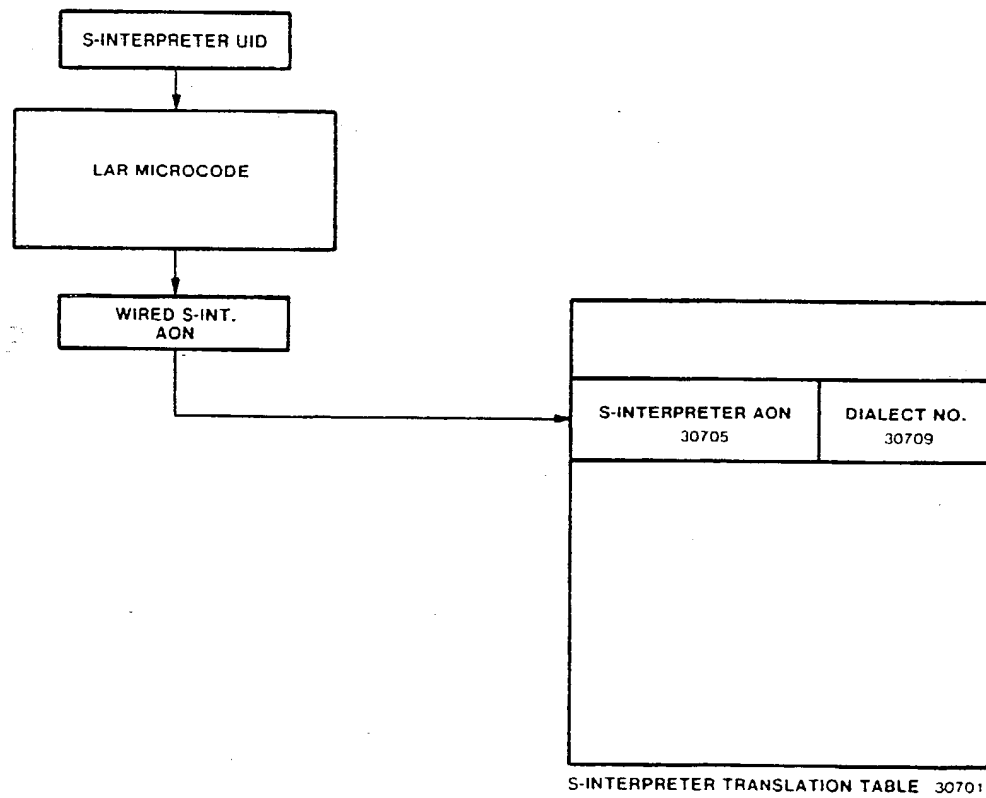 S-INTERPRETER UID
LAR MICROCODE
WIRED S-INT.
AON
S-INTERPRETER AON
30705
DIALECT NO.
30709
S-INTERPRETER TRANSLATION TABLE 30701